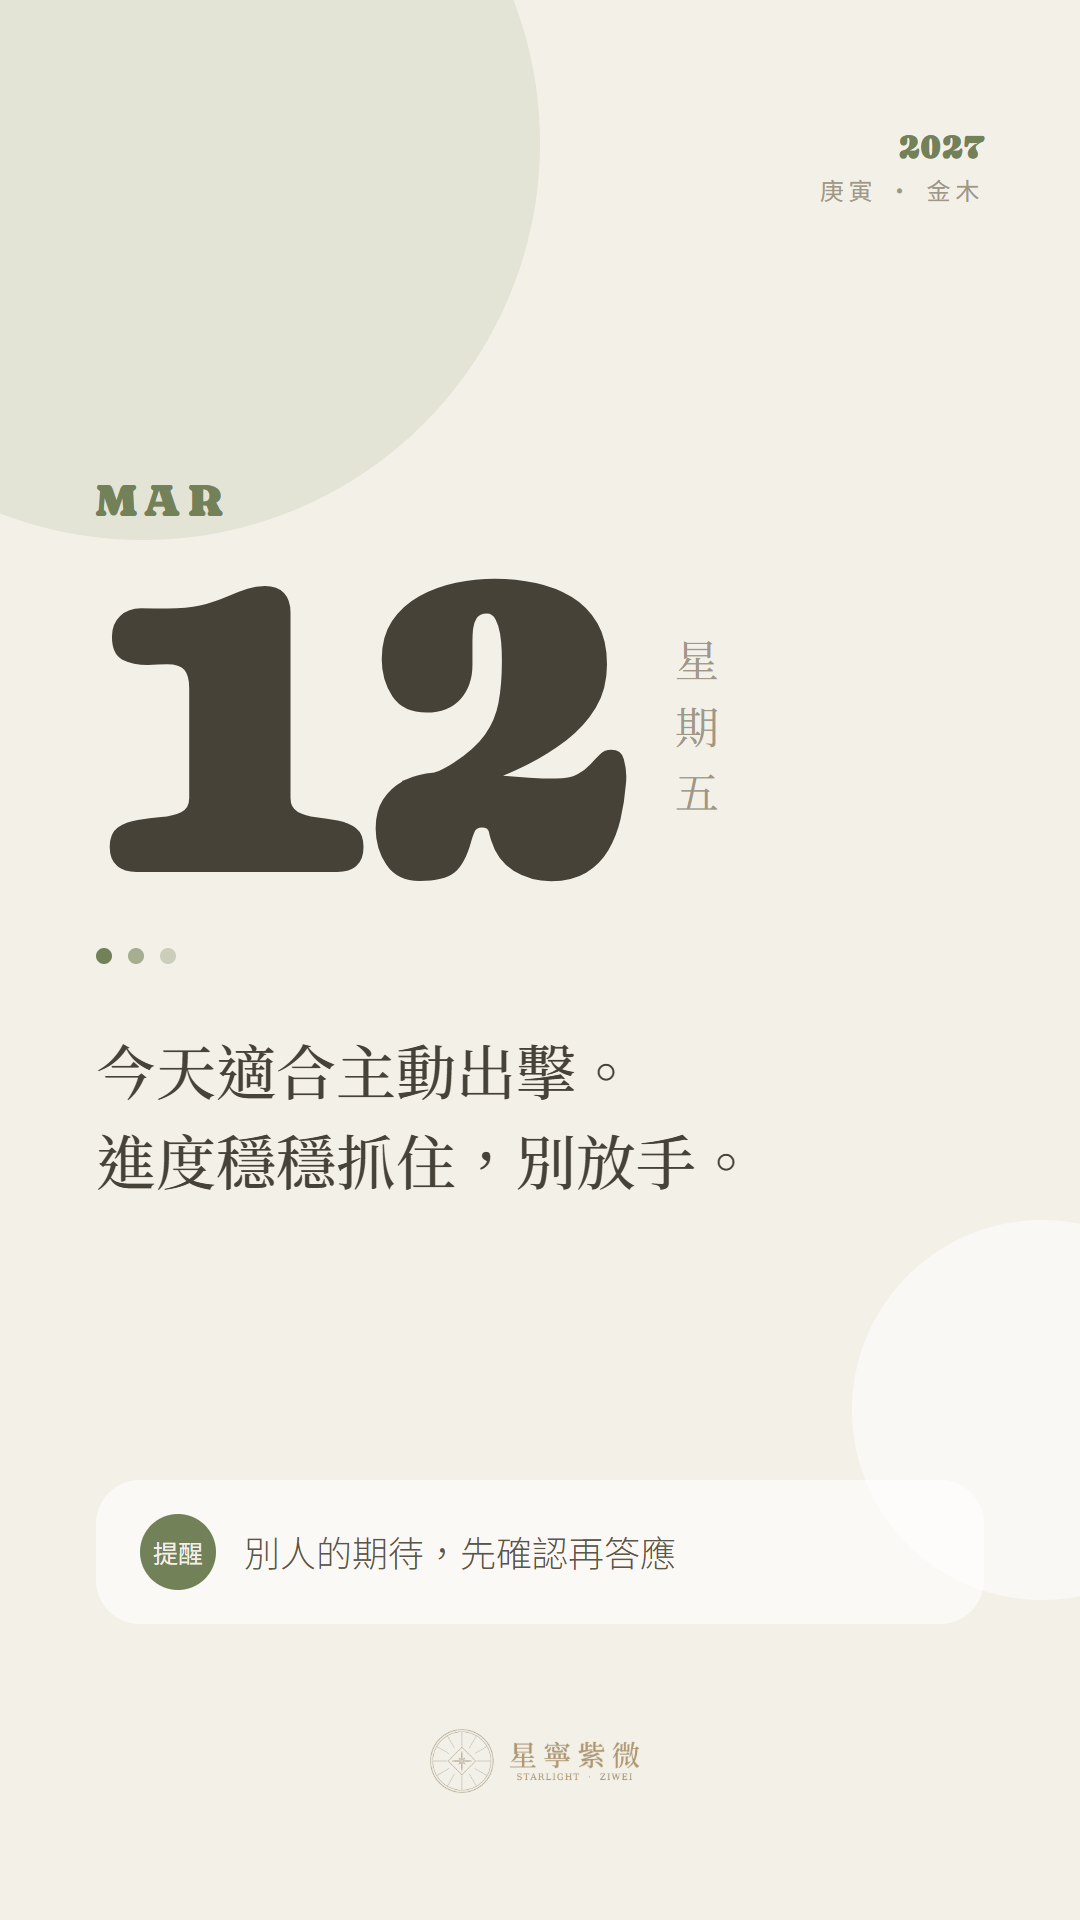 2027
庚寅 · 金木
MAR
12
星期五
今天適合主動出擊。
進度穩穩抓住，別放手。
提醒 別人的期待，先確認再答應
星寧紫微
STARLIGHT · ZIWEI